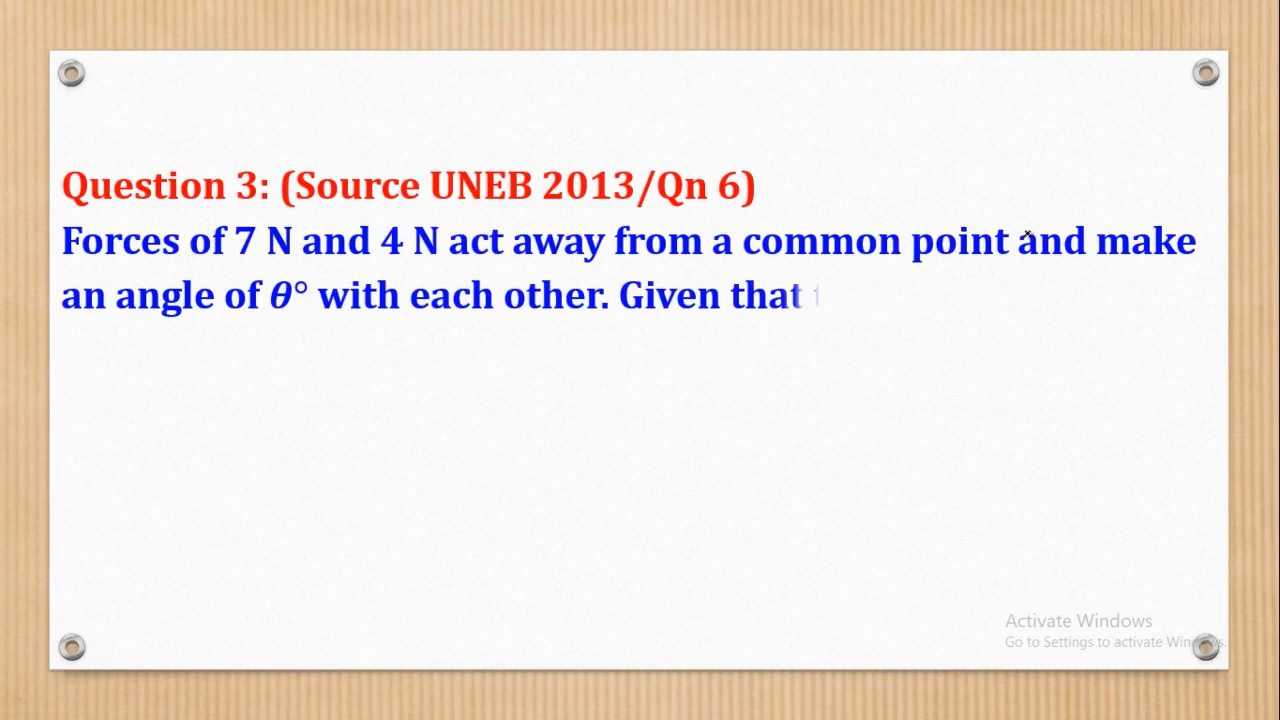 Question 3: (Source UNEB 2013/Qn 6)
Forces of 7 N and 4 N act away from a common point and make
an angle of θ° with each other. Given that
Activate Windows
Go to Settings to activate Windows.